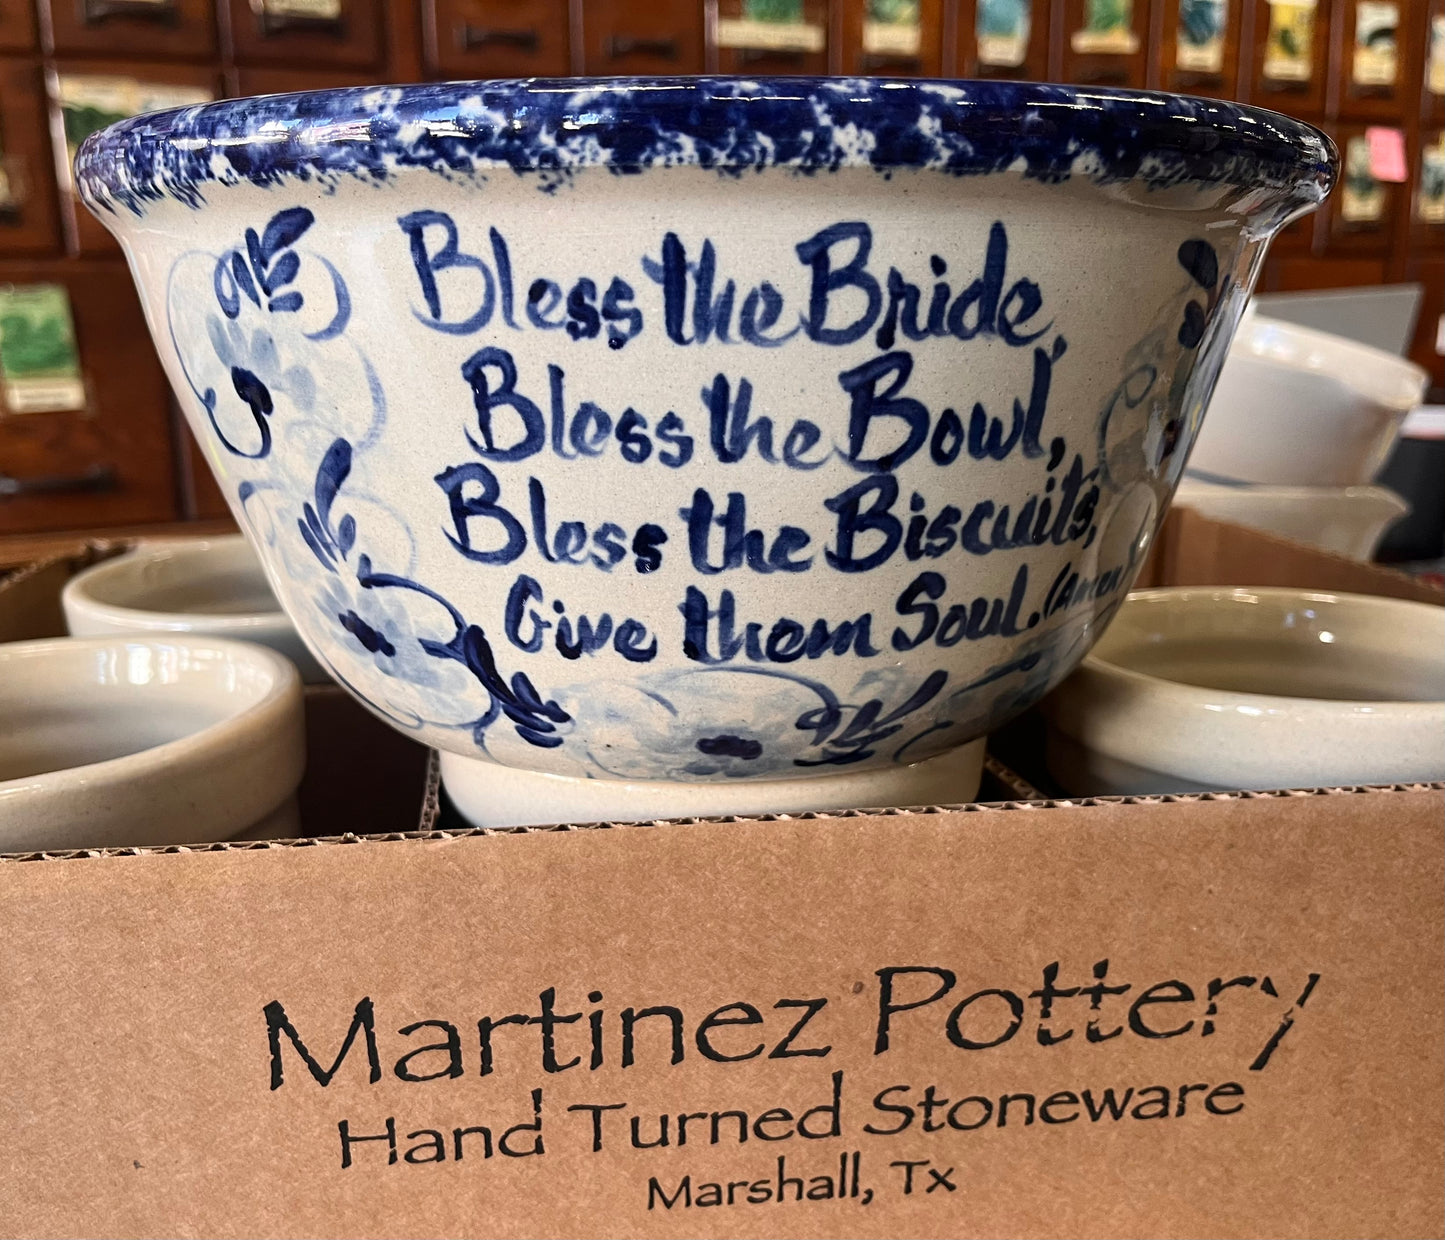 Bless the Bride
Bless the Bowl,
Bless the Biscuits,
Give them Soul. (Amen)
Martinez Pottery
Hand Turned Stoneware
Marshall, Tx